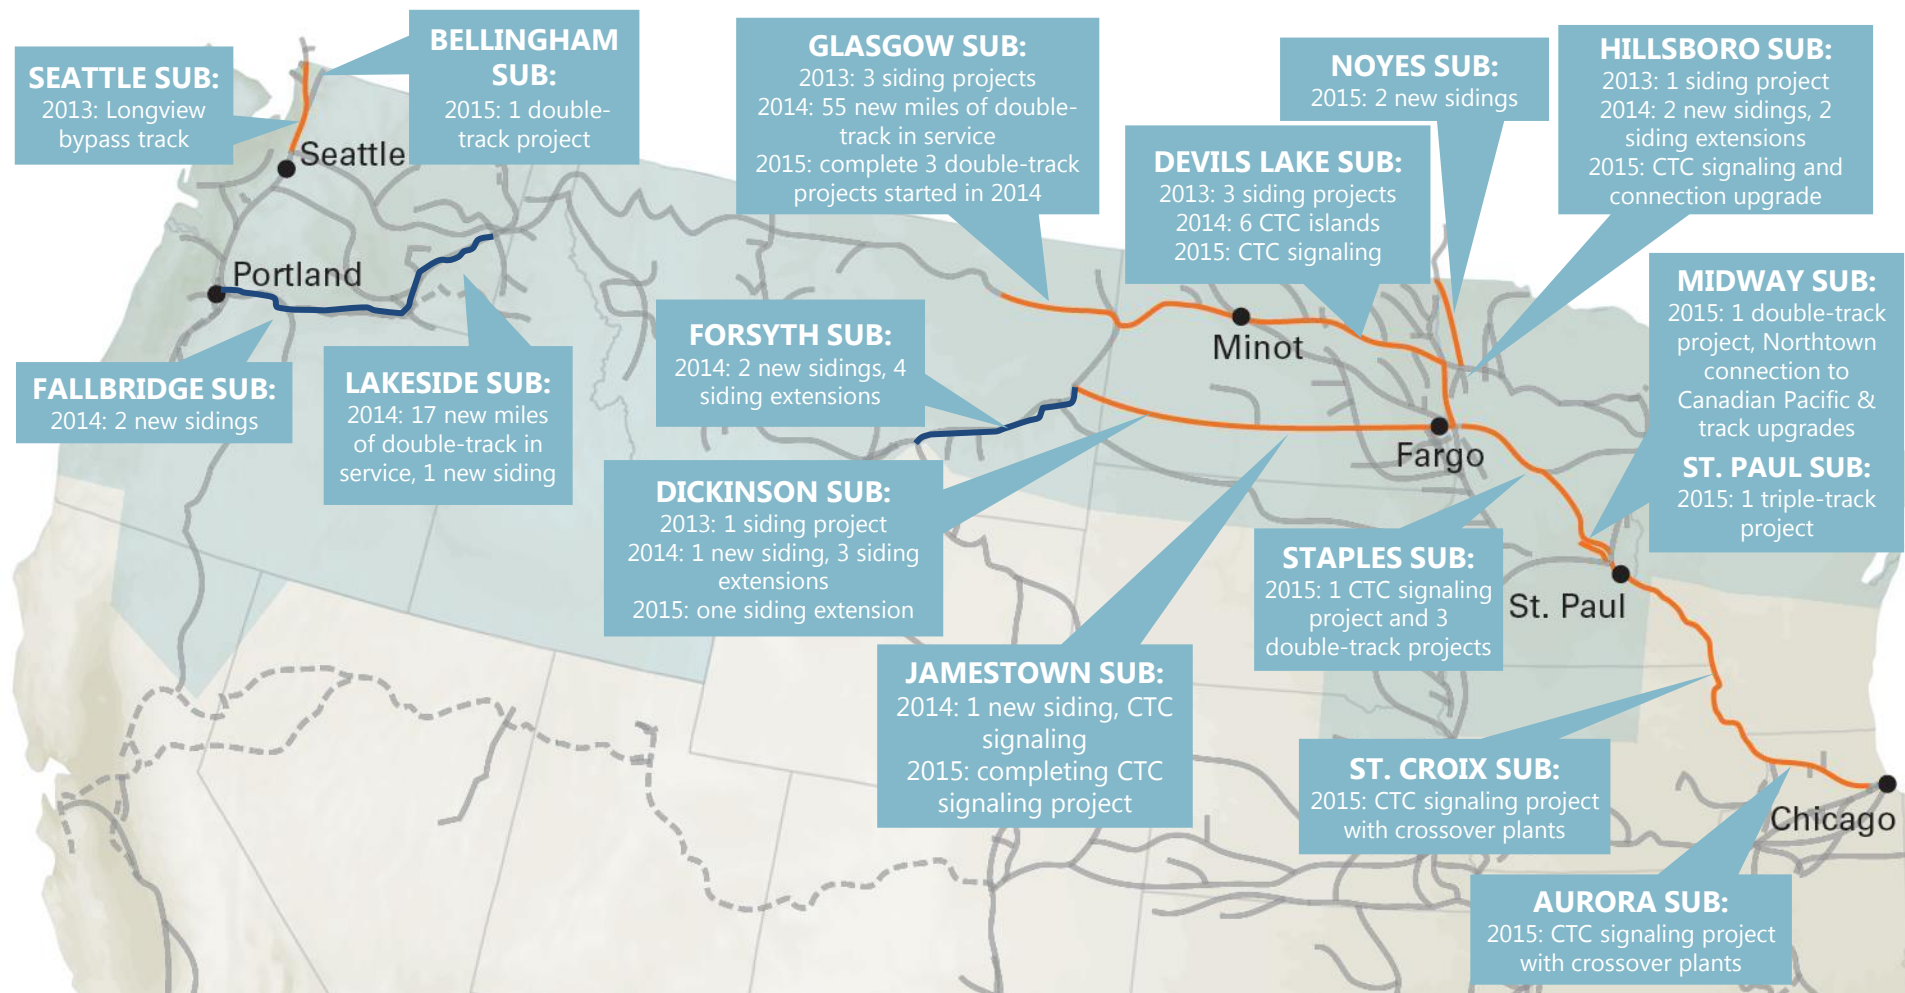 SEATTLE SUB:
2013: Longview
bypass track
BELLINGHAM
SUB:
2015: 1 double-
track project
GLASGOW SUB:
2013: 3 siding projects
2014: 55 new miles of double-
track in service
2015: complete 3 double-track
projects started in 2014
NOYES SUB:
2015: 2 new sidings
HILLSBORO SUB:
2013: 1 siding project
2014: 2 new sidings, 2
siding extensions
2015: CTC signaling and
connection upgrade
DEVILS LAKE SUB:
2013: 3 siding projects
2014: 6 CTC islands
2015: CTC signaling
Seattle
Portland
MIDWAY SUB:
2015: 1 double-track
project, Northtown
connection to
Canadian Pacific &
track upgrades
ST. PAUL SUB:
2015: 1 triple-track
project
FORSYTH SUB:
2014: 2 new sidings, 4
siding extensions
Minot
FALLBRIDGE SUB:
2014: 2 new sidings
LAKESIDE SUB:
2014: 17 new miles
of double-track in
service, 1 new siding
Fargo
DICKINSON SUB:
2013: 1 siding project
2014: 1 new siding, 3 siding
extensions
2015: one siding extension
STAPLES SUB:
2015: 1 CTC signaling
project and 3
double-track projects
St. Paul
JAMESTOWN SUB:
2014: 1 new siding, CTC
signaling
2015: completing CTC
signaling project
ST. CROIX SUB:
2015: CTC signaling project
with crossover plants
Chicago
AURORA SUB:
2015: CTC signaling project
with crossover plants